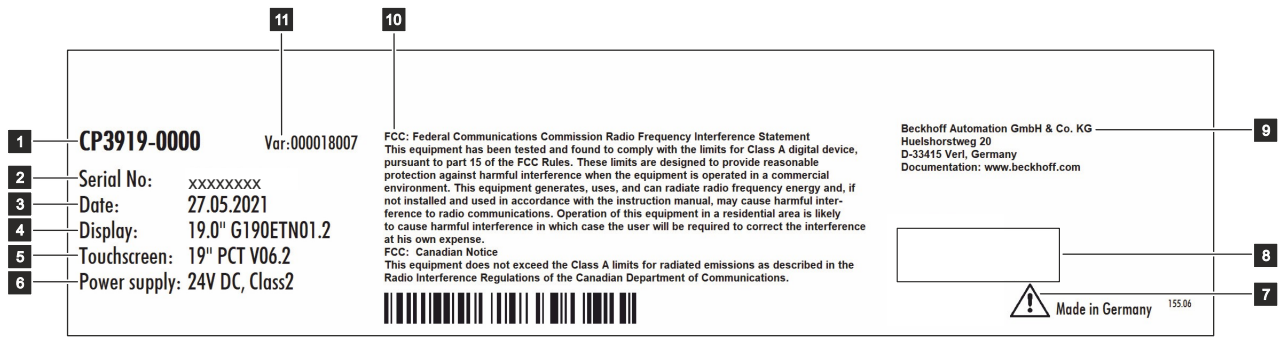 11
10
1
CP3919-0000
Var:000018007
2
Serial No: XXXXXXXX
3
Date: 27.05.2021
4
Display: 19.0" G190ETN01.2
5
Touchscreen: 19" PCT V06.2
6
Power supply: 24V DC, Class2
FCC: Federal Communications Commission Radio Frequency Interference Statement
This equipment has been tested and found to comply with the limits for Class A digital device,
pursuant to part 15 of the FCC Rules. These limits are designed to provide reasonable
protection against harmful interference when the equipment is operated in a commercial
environment. This equipment generates, uses, and can radiate radio frequency energy and, if
not installed and used in accordance with the instruction manual, may cause harmful inter-
ference to radio communications. Operation of this equipment in a residential area is likely
to cause harmful interference in which case the user will be required to correct the interference
at his own expense.
FCC: Canadian Notice
This equipment does not exceed the Class A limits for radiated emissions as described in the
Radio Interference Regulations of the Canadian Department of Communications.
Beckhoff Automation GmbH & Co. KG
9
Huelshorstweg 20
D-33415 Verl, Germany
Documentation: www.beckhoff.com
8
7
Made in Germany
155.06